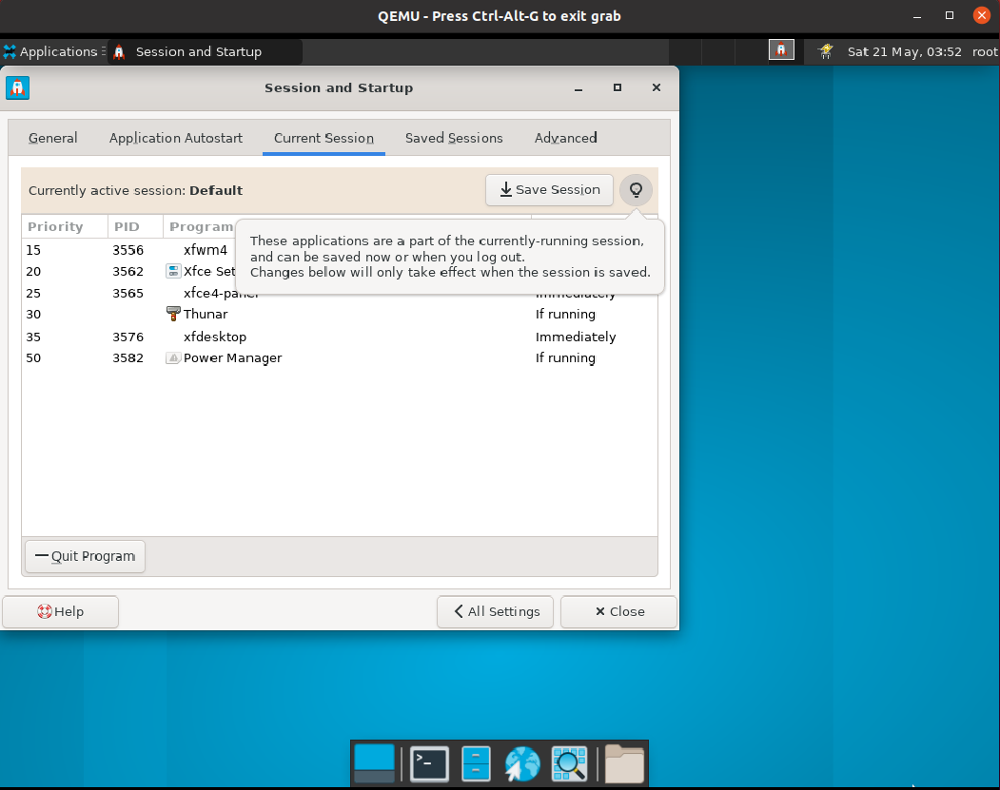 QEMU - Press Ctrl-Alt-G to exit grab
Applications Session and Startup Sat 21 May, 03:52 root
Session and Startup
General Application Autostart Current Session Saved Sessions Advanced
Currently active session: Default Save Session
Priority PID Program
These applications are a part of the currently-running session,
and can be saved now or when you log out.
Changes below will only take effect when the session is saved.
15 3556 xfwm4
20 3562 Xfce Set
25 3565 xfce4-panel Immediately
30 Thunar If running
35 3576 xfdesktop Immediately
50 3582 Power Manager If running
Quit Program
Help All Settings Close